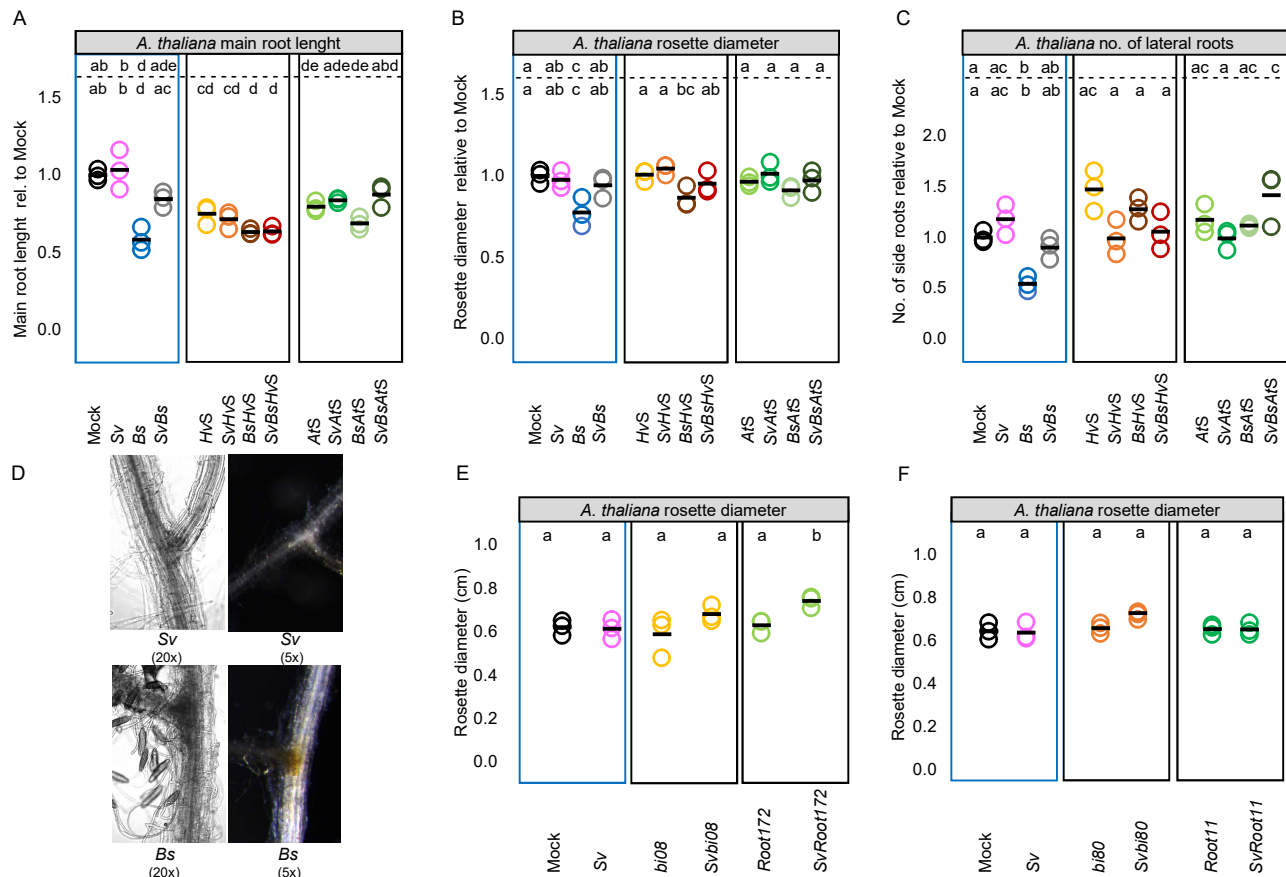 A
A. thaliana main root lenght
ab b d ade de adede abd
ab b d ac cd cd d d
Main root lenght rel. to Mock
1.5
1.0
0.5
0.0
Mock
Sv
Bs
SvBs
HvS
SvHvS
BsHvS
SvBsHvS
AtS
SvAtS
BsAtS
SvBsAtS
B
A. thaliana rosette diameter
a ab c ab a a a a
a ab c ab a a bc ab
Rosette diameter relative to Mock
1.5
1.0
0.5
0.0
Mock
Sv
Bs
SvBs
HvS
SvHvS
BsHvS
SvBsHvS
AtS
SvAtS
BsAtS
SvBsAtS
C
A. thaliana no. of lateral roots
a ac b ab ac a ac c
a ac b ab ac a a a
No. of side roots relative to Mock
2.0
1.5
1.0
0.5
0.0
Mock
Sv
Bs
SvBs
HvS
SvHvS
BsHvS
SvBsHvS
AtS
SvAtS
BsAtS
SvBsAtS
D
Sv
(20x)
Sv
(5x)
Bs
(20x)
Bs
(5x)
E
A. thaliana rosette diameter
a a a a a b
Rosette diameter (cm)
1.0
0.8
0.6
0.4
0.2
0.0
Mock
Sv
bi08
Svbi08
Root172
SvRoot172
F
A. thaliana rosette diameter
a a a a a a
Rosette diameter (cm)
1.0
0.8
0.6
0.4
0.2
0.0
Mock
Sv
bi80
Svbi80
Root11
SvRoot11